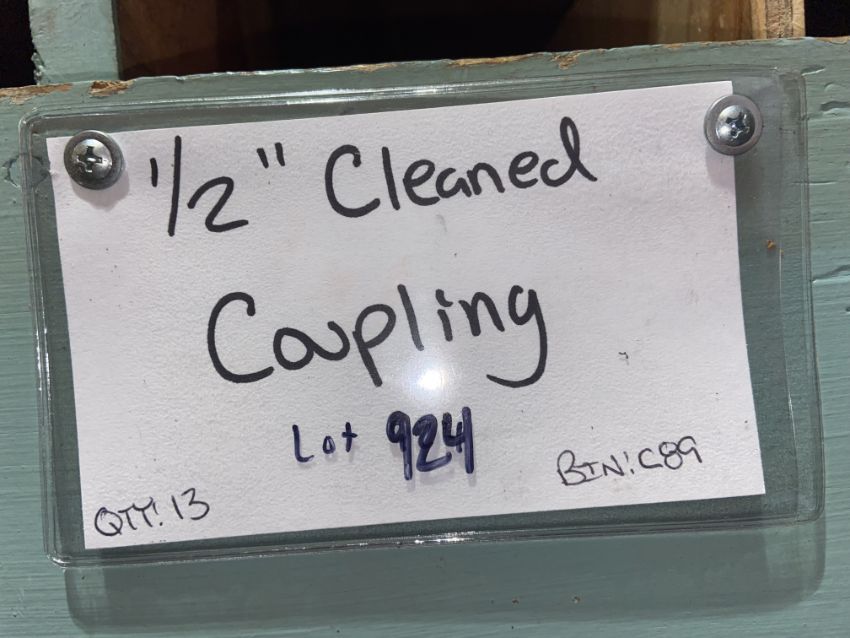 1/2" Cleaned
Coupling
Lot 924
BIN: C89
QTY: 13